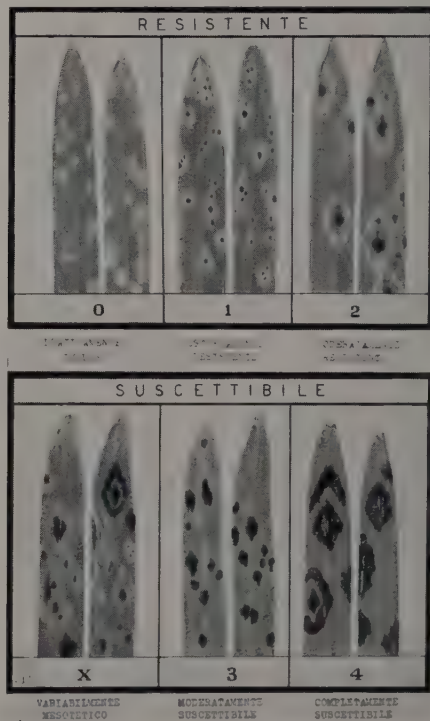 RESISTENTE
0 1 2
SUSCETTIBILE
X 3 4
VARIABILMENTE MODERATAMENTE COMPLETAMENTE
MESOTETICO SUSCETTIBILE SUSCETTIBILE